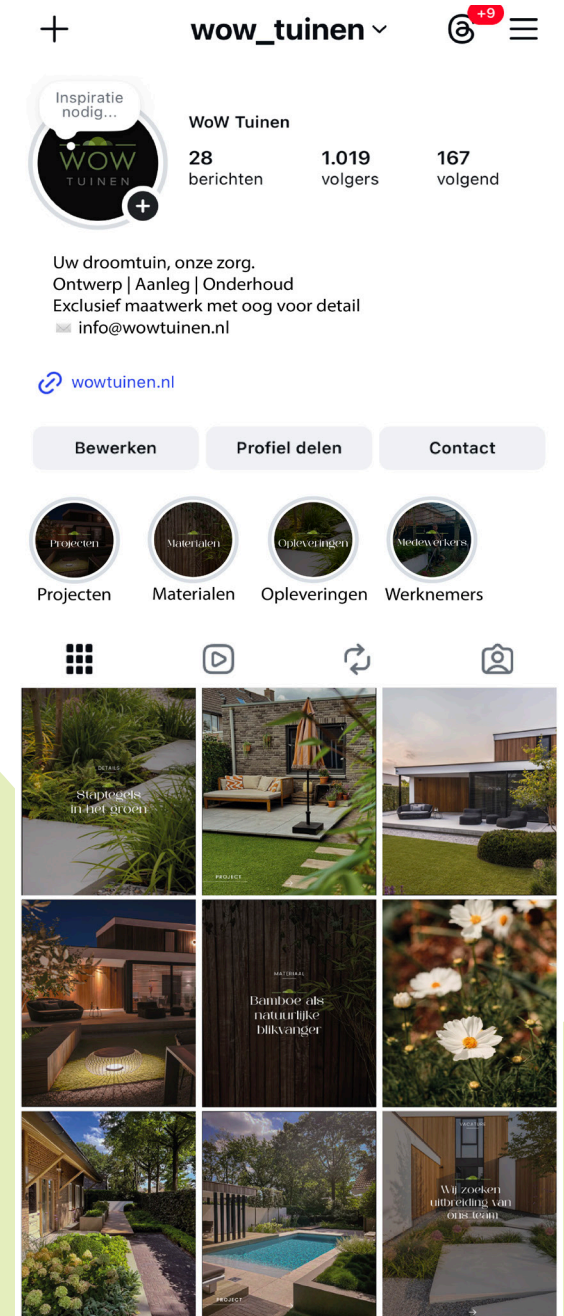 wow_tuinen
+9
Inspiratie
nodig...
WOW
TUINEN
WoW Tuinen
28
berichten
1.019
volgers
167
volgend
Uw droomtuin, onze zorg.
Ontwerp | Aanleg | Onderhoud
Exclusief maatwerk met oog voor detail
info@wowtuinen.nl
wowtuinen.nl
Bewerken
Profiel delen
Contact
Projecten
Materialen
Opleveringen
Medewerkers
Projecten
Materialen
Opleveringen
Werknemers
DETAILS
Staptegels
in het groen
PROJECT
MATERIAAL
Bamboe als
natuurlijke
blikvanger
PROJECT
VACATURE
Wij zoeken
uitbreiding van
ons team